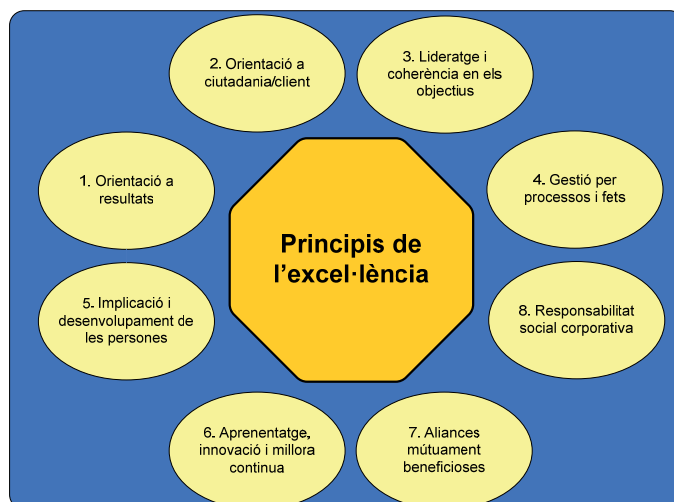 2. Orientació a
ciutadania/client
3. Lideratge i
coherència en els
objectius
1. Orientació a
resultats
4. Gestió per
processos i fets
Principis de
l’excel·lència
5. Implicació i
desenvolupament de
les persones
8. Responsabilitat
social corporativa
6. Aprenentatge,
innovació i millora
continua
7. Aliances
mútuament
beneficioses